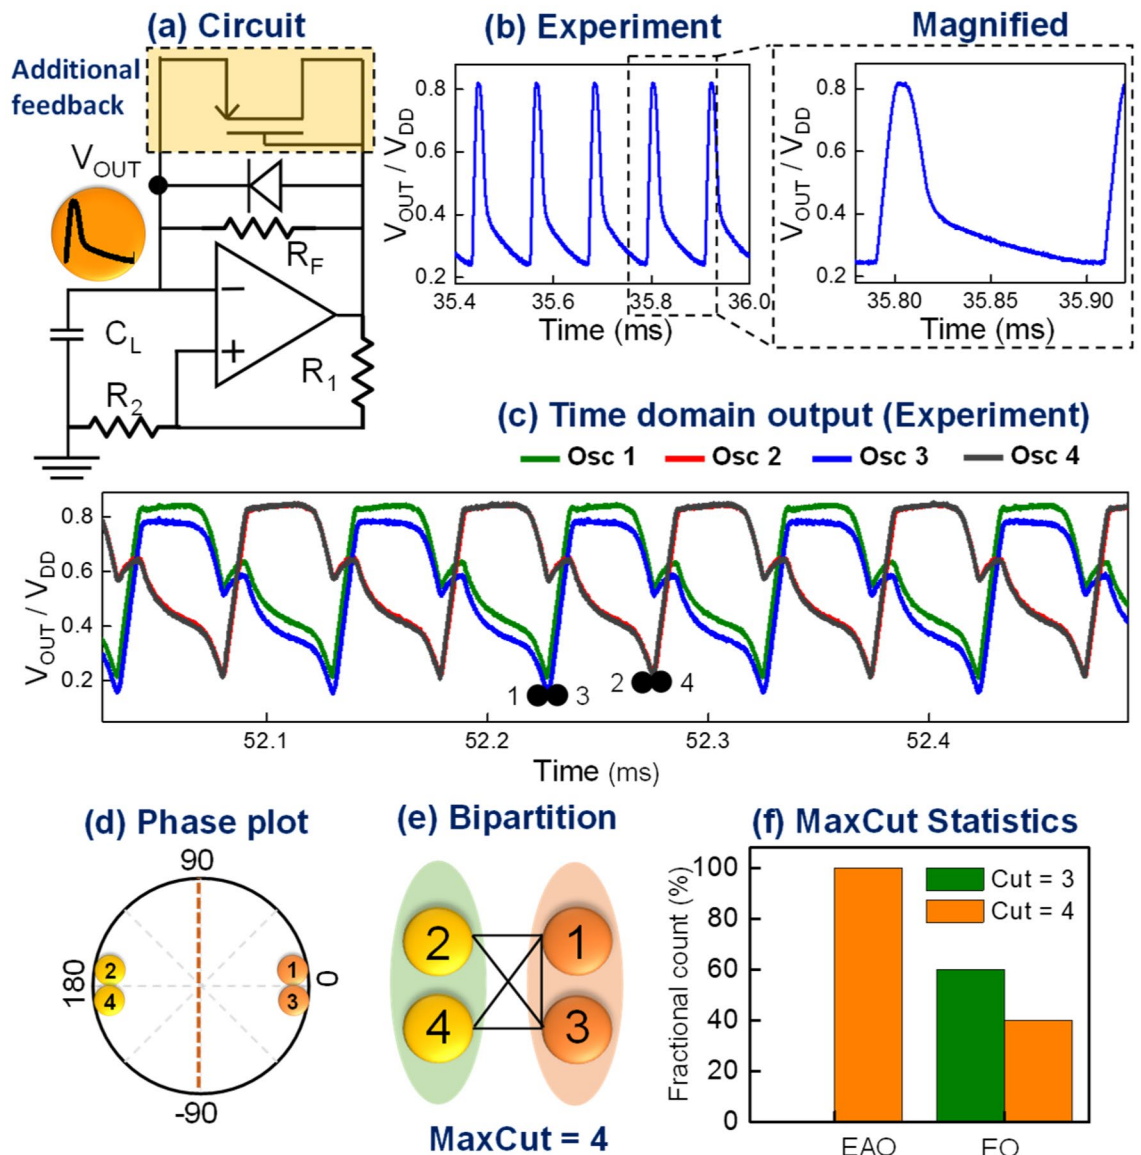 (a) Circuit
Additional
feedback
V_OUT
R_F
C_L
R_1
R_2
−
+
(b) Experiment
Magnified
V_OUT / V_DD
0.8
0.6
0.4
0.2
35.4 35.6 35.8 36.0
Time (ms)
V_OUT / V_DD
0.8
0.6
0.4
0.2
35.80 35.85 35.90
Time (ms)
(c) Time domain output (Experiment)
Osc 1 Osc 2 Osc 3 Osc 4
V_OUT / V_DD
0.8
0.6
0.4
0.2
1 3 2 4
52.1 52.2 52.3 52.4
Time (ms)
(d) Phase plot
90
180
0
-90
2 1
4 3
(e) Bipartition
2 1
4 3
MaxCut = 4
(f) MaxCut Statistics
Fractional count (%)
100
80
60
40
20
0
Cut = 3
Cut = 4